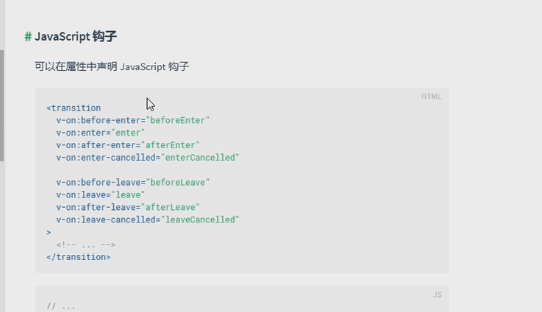 # JavaScript 钩子
可以在属性中声明 JavaScript 钩子
HTML
<transition
v-on:before-enter="beforeEnter"
v-on:enter="enter"
v-on:after-enter="afterEnter"
v-on:enter-cancelled="enterCancelled"
v-on:before-leave="beforeLeave"
v-on:leave="leave"
v-on:after-leave="afterLeave"
v-on:leave-cancelled="leaveCancelled"
>
<!-- ... -->
</transition>
JS
// ...